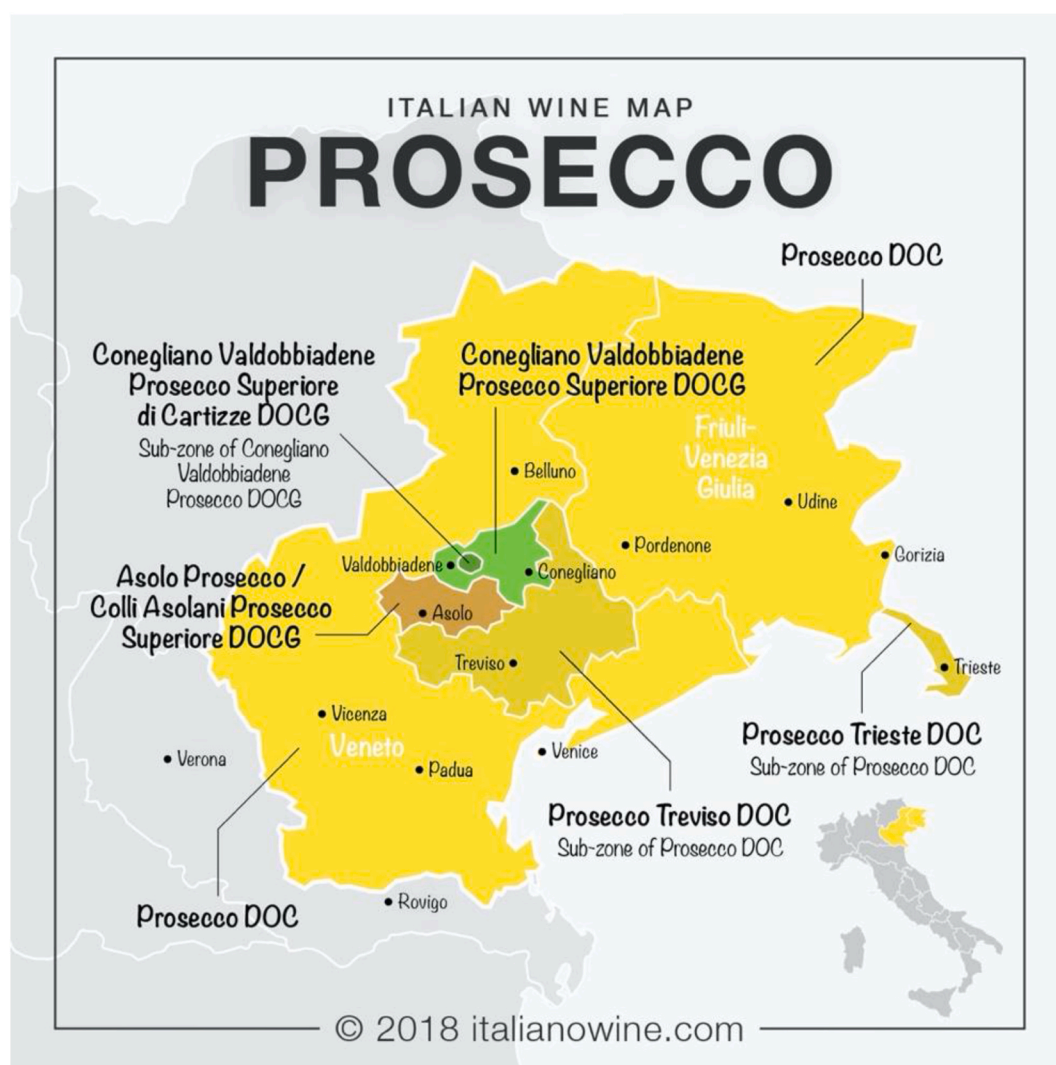 ITALIAN WINE MAP
PROSECCO
Prosecco DOC
Conegliano Valdobbiadene
Prosecco Superiore
di Cartizze DOCG
Sub-zone of Conegliano
Valdobbiadene
Prosecco DOCG
Conegliano Valdobbiadene
Prosecco Superiore DOCG
Friuli-
Venezia
Giulia
Belluno
Udine
Pordenone
Gorizia
Valdobbiadene
Conegliano
Asolo Prosecco /
Colli Asolani Prosecco
Superiore DOCG
Asolo
Treviso
Trieste
Vicenza
Veneto
Verona
Padua
Venice
Prosecco Trieste DOC
Sub-zone of Prosecco DOC
Prosecco Treviso DOC
Sub-zone of Prosecco DOC
Rovigo
Prosecco DOC
© 2018 italianowine.com